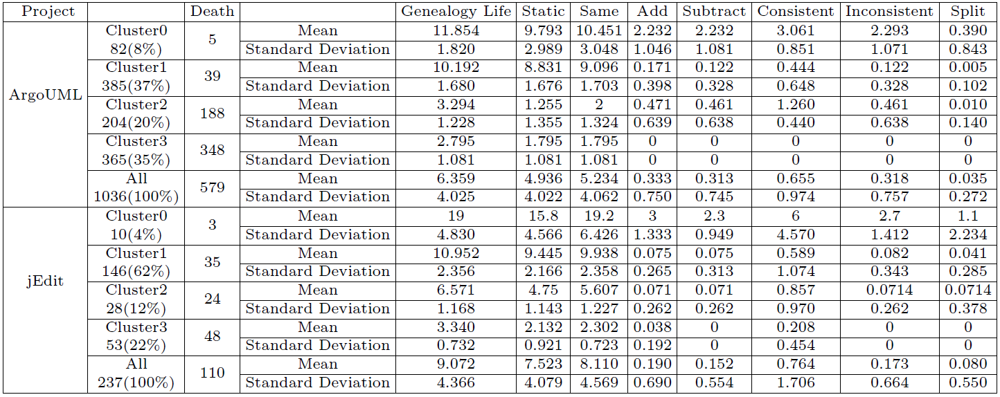 Project Death Genealogy Life Static Same Add Subtract Consistent Inconsistent Split
ArgoUML
Cluster0 82(8%) 5 Mean 11.854 9.793 10.451 2.232 2.232 3.061 2.293 0.390
Standard Deviation 1.820 2.989 3.048 1.046 1.081 0.851 1.071 0.843
Cluster1 385(37%) 39 Mean 10.192 8.831 9.096 0.171 0.122 0.444 0.122 0.005
Standard Deviation 1.680 1.676 1.703 0.398 0.328 0.648 0.328 0.102
Cluster2 204(20%) 188 Mean 3.294 1.255 2 0.471 0.461 1.260 0.461 0.010
Standard Deviation 1.228 1.355 1.324 0.639 0.638 0.440 0.638 0.140
Cluster3 365(35%) 348 Mean 2.795 1.795 1.795 0 0 0 0 0
Standard Deviation 1.081 1.081 1.081 0 0 0 0 0
All 1036(100%) 579 Mean 6.359 4.936 5.234 0.333 0.313 0.655 0.318 0.035
Standard Deviation 4.025 4.022 4.062 0.750 0.745 0.974 0.757 0.272
jEdit
Cluster0 10(4%) 3 Mean 19 15.8 19.2 3 2.3 6 2.7 1.1
Standard Deviation 4.830 4.566 6.426 1.333 0.949 4.570 1.412 2.234
Cluster1 146(62%) 35 Mean 10.952 9.445 9.938 0.075 0.075 0.589 0.082 0.041
Standard Deviation 2.356 2.166 2.358 0.265 0.313 1.074 0.343 0.285
Cluster2 28(12%) 24 Mean 6.571 4.75 5.607 0.071 0.071 0.857 0.0714 0.0714
Standard Deviation 1.168 1.143 1.227 0.262 0.262 0.970 0.262 0.378
Cluster3 53(22%) 48 Mean 3.340 2.132 2.302 0.038 0 0.208 0 0
Standard Deviation 0.732 0.921 0.723 0.192 0 0.454 0 0
All 237(100%) 110 Mean 9.072 7.523 8.110 0.190 0.152 0.764 0.173 0.080
Standard Deviation 4.366 4.079 4.569 0.690 0.554 1.706 0.664 0.550